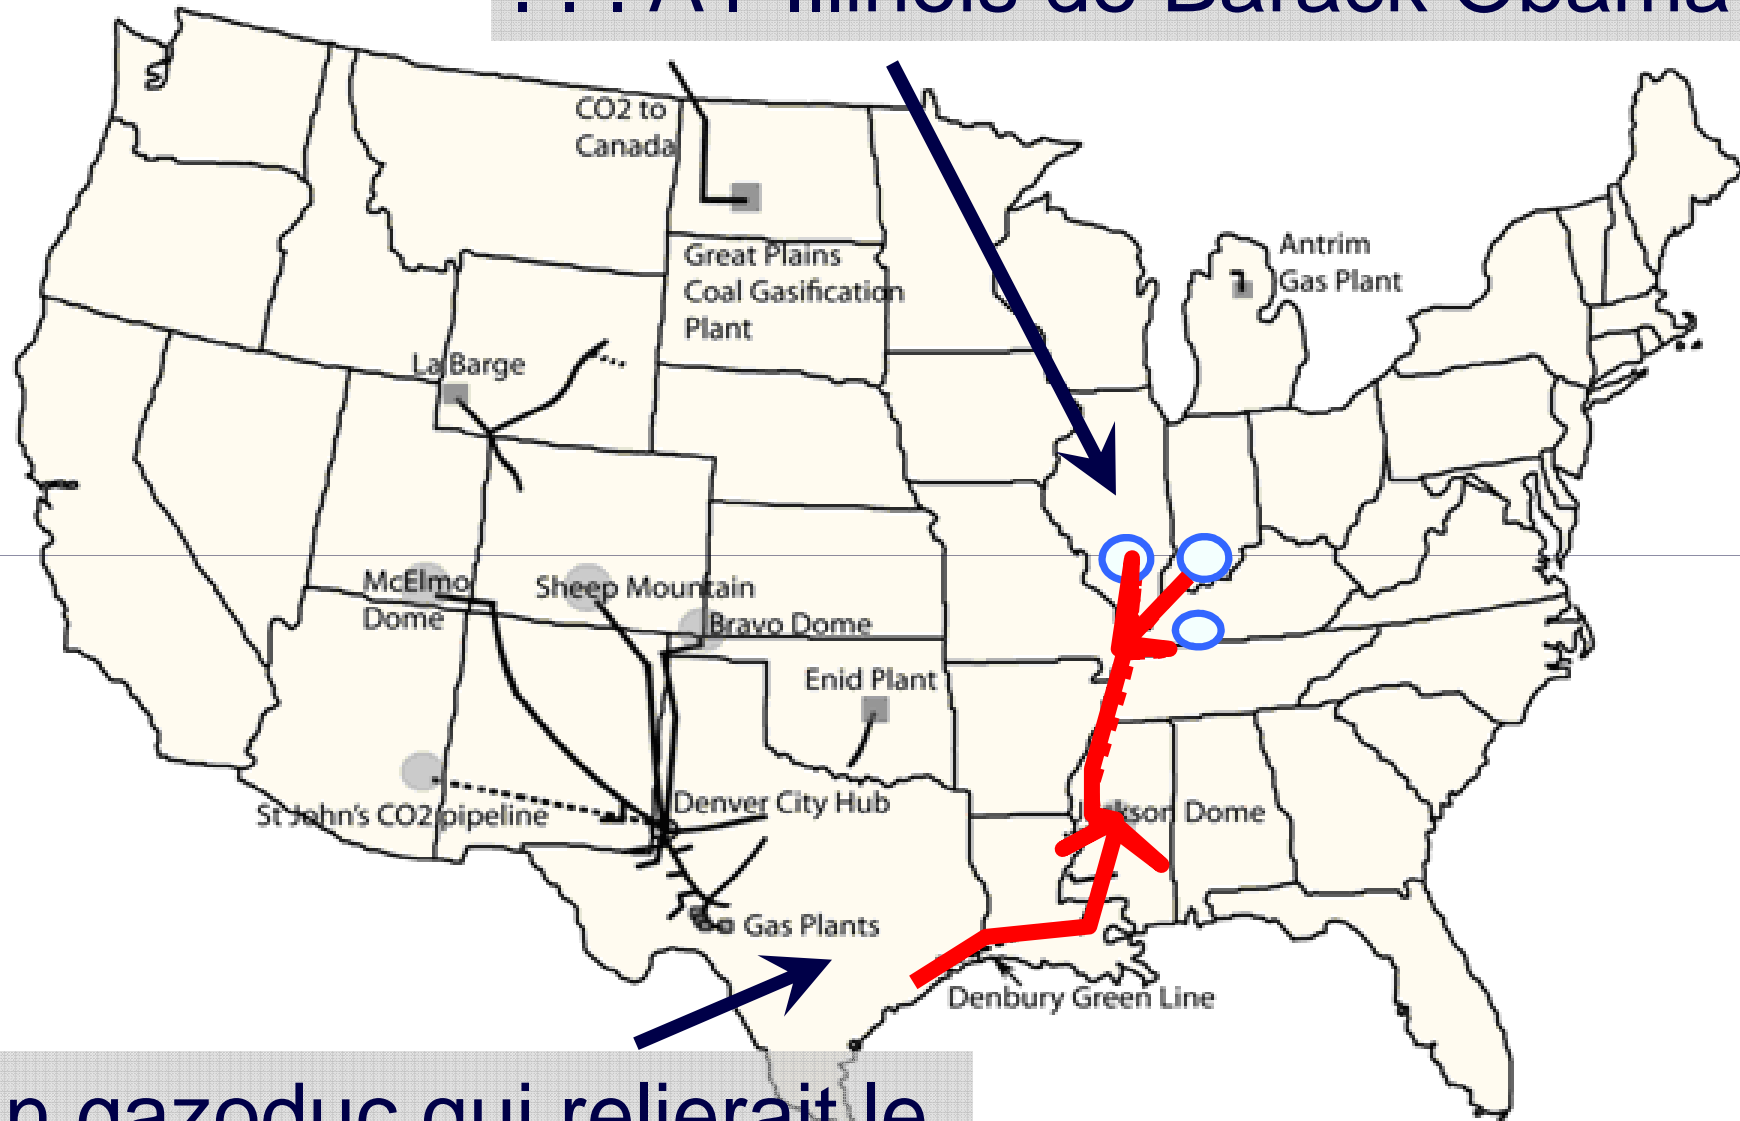 . . . A l' Illinois de Barack Obama
CO2 to
Canada
Great Plains
Coal Gasification
Plant
Antrim
Gas Plant
La Barge
McElmo
Dome
Sheep Mountain
Bravo Dome
Enid Plant
St John's CO2 pipeline
Denver City Hub
Jackson Dome
Gas Plants
Denbury Green Line
n gazoduc qui relierait le